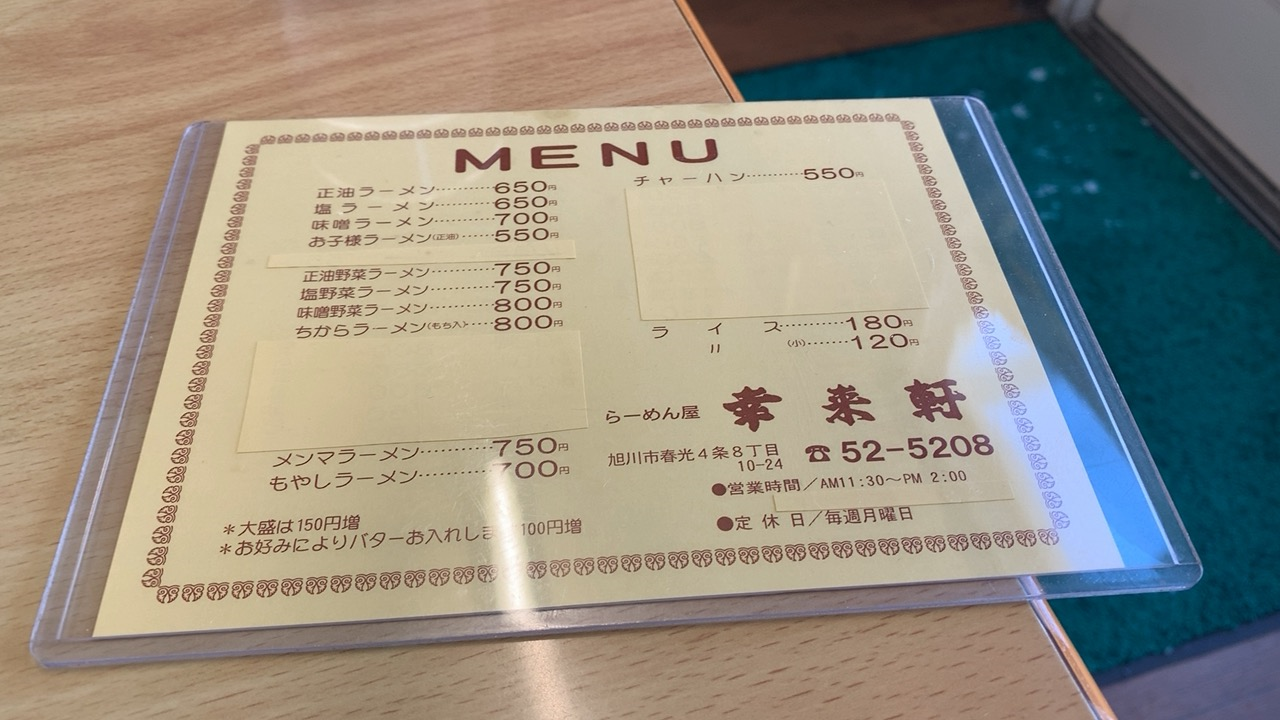 MENU
正油ラーメン………650円
塩ラーメン………650円
味噌ラーメン………700円
お子様ラーメン(正油)……550円
正油野菜ラーメン………750円
塩野菜ラーメン………750円
味噌野菜ラーメン………800円
ちからラーメン(もち入)……800円
メンマラーメン………750円
もやしラーメン………700円
＊大盛は150円増
＊お好みによりバターお入れします 100円増
チャーハン………550円
ライス………180円
〃 (小)………120円
らーめん屋 幸来軒
旭川市春光4条8丁目
10-24
☎52-5208
●営業時間／AM11:30～PM 2:00
●定休日／毎週月曜日